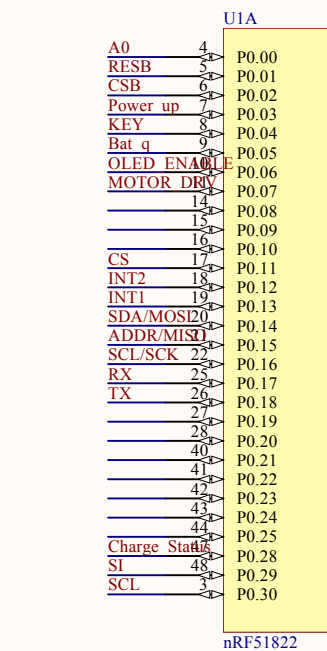 U1A
A0 4 P0.00
RESB 5 P0.01
CSB 6 P0.02
Power up 7 P0.03
KEY 8 P0.04
Bat q 9 P0.05
OLED ENABLE 10 P0.06
MOTOR DRV 11 P0.07
14 P0.08
15 P0.09
16 P0.10
CS 17 P0.11
INT2 18 P0.12
INT1 19 P0.13
SDA/MOSI 20 P0.14
ADDR/MISO 21 P0.15
SCL/SCK 22 P0.16
RX 25 P0.17
TX 26 P0.18
27 P0.19
28 P0.20
40 P0.21
41 P0.22
42 P0.23
43 P0.24
44 P0.25
Charge Status 47 P0.28
SI 48 P0.29
SCL 3 P0.30
nRF51822